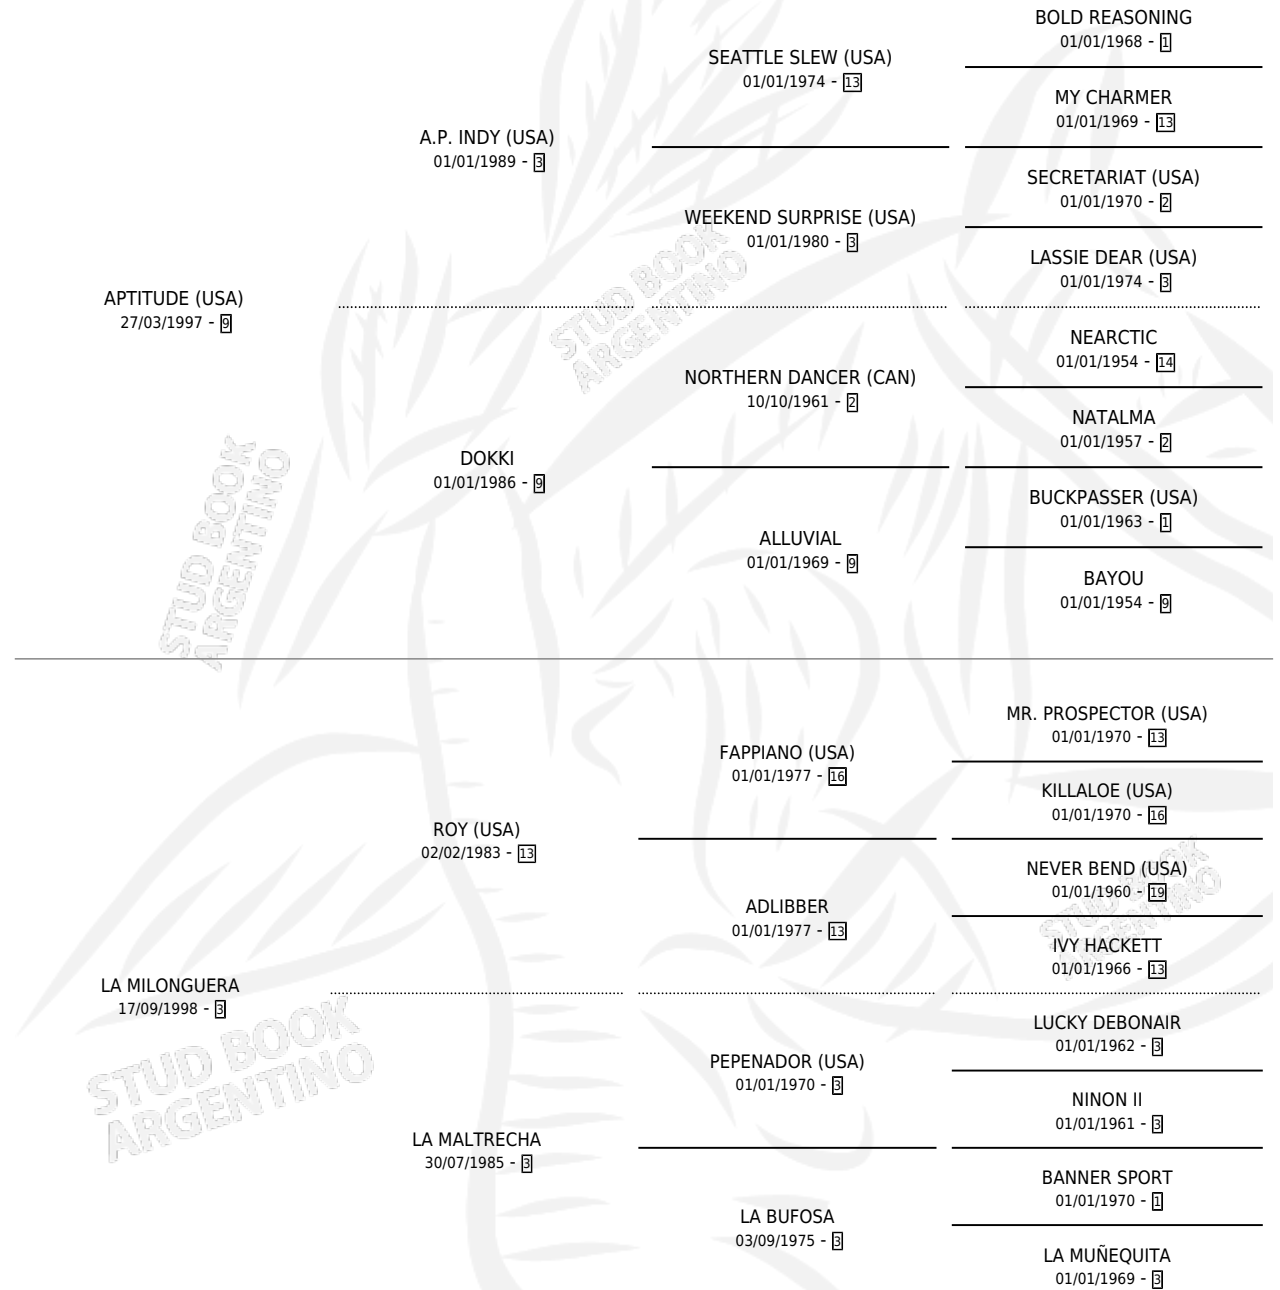 BOLD REASONING
01/01/1968 - 1
SEATTLE SLEW (USA)
01/01/1974 - 13
MY CHARMER
01/01/1969 - 13
A.P. INDY (USA)
01/01/1989 - 3
SECRETARIAT (USA)
01/01/1970 - 2
WEEKEND SURPRISE (USA)
01/01/1980 - 3
LASSIE DEAR (USA)
01/01/1974 - 3
APTITUDE (USA)
27/03/1997 - 9
NEARCTIC
01/01/1954 - 14
NORTHERN DANCER (CAN)
10/10/1961 - 2
NATALMA
01/01/1957 - 2
DOKKI
01/01/1986 - 9
BUCKPASSER (USA)
01/01/1963 - 1
ALLUVIAL
01/01/1969 - 9
BAYOU
01/01/1954 - 9
STUD BOOK
ARGENTINO
STUD BOOK
ARGENTINO
MR. PROSPECTOR (USA)
01/01/1970 - 13
FAPPIANO (USA)
01/01/1977 - 16
KILLALOE (USA)
01/01/1970 - 16
ROY (USA)
02/02/1983 - 13
NEVER BEND (USA)
01/01/1960 - 19
ADLIBBER
01/01/1977 - 13
IVY HACKETT
01/01/1966 - 13
STUD BOOK
ARGENTINO
LA MILONGUERA
17/09/1998 - 3
LUCKY DEBONAIR
01/01/1962 - 3
PEPENADOR (USA)
01/01/1970 - 3
NINON II
01/01/1961 - 3
LA MALTRECHA
30/07/1985 - 3
BANNER SPORT
01/01/1970 - 1
LA BUFOSA
03/09/1975 - 3
LA MUÑEQUITA
01/01/1969 - 3
STUD BOOK
ARGENTINO